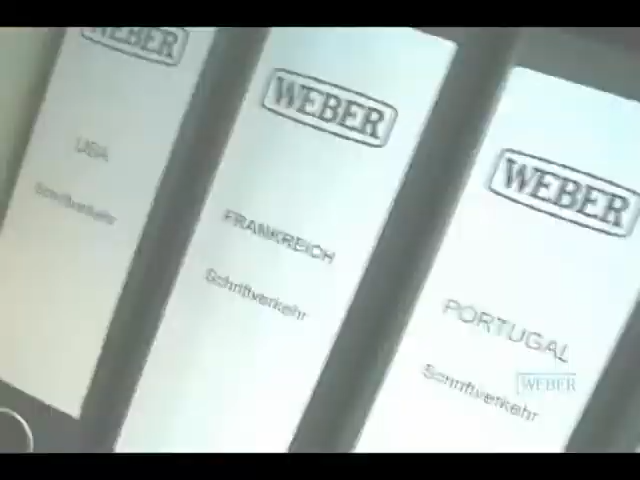 WEBER
USA
Schriftverkehr
WEBER
FRANKREICH
Schriftverkehr
WEBER
PORTUGAL
Schriftverkehr
WEBER